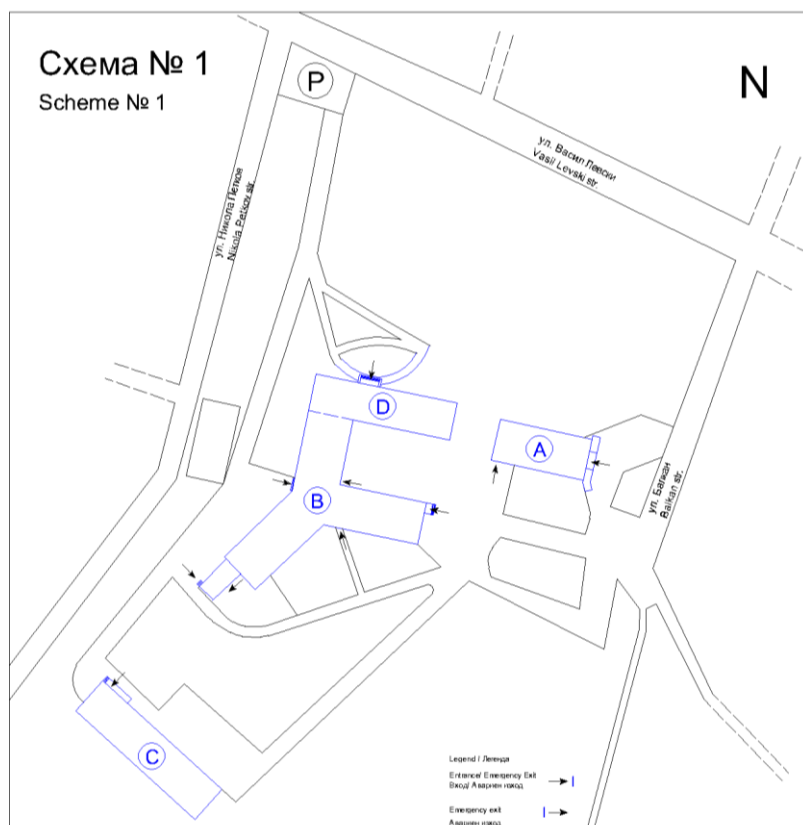 Схема № 1
Scheme № 1
P
N
ул. Васил Левски
Vasil Levski str.
ул. Никола Петков
Nikola Petkov str.
D
A
B
ул. Балкан
Balkan str.
C
Legend / Легенда
Entrance/ Emergency Exit
Вход/ Авариен изход
Emergency exit
Авариен изход